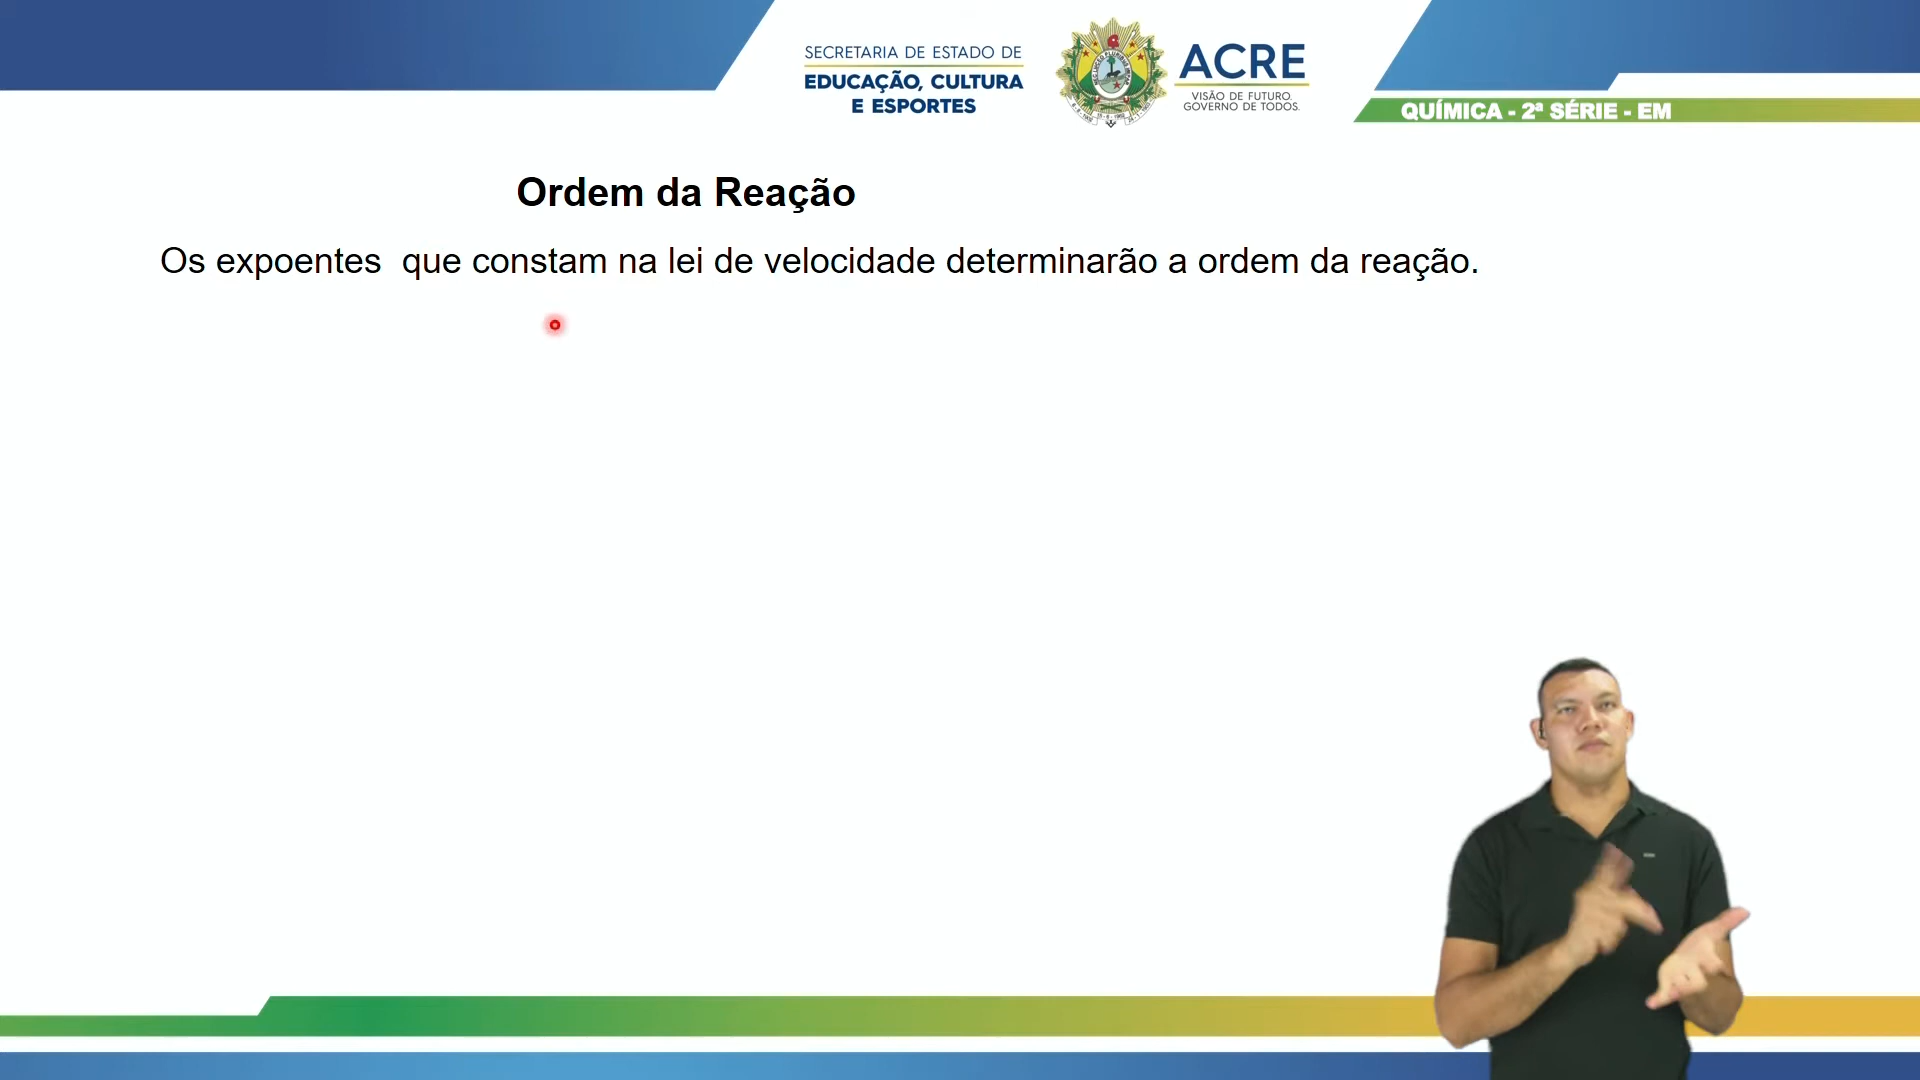 SECRETARIA DE ESTADO DE
EDUCAÇÃO, CULTURA
E ESPORTES
ACRE
VISÃO DE FUTURO.
GOVERNO DE TODOS.
QUÍMICA - 2ª SÉRIE - EM
Ordem da Reação
Os expoentes  que constam na lei de velocidade determinarão a ordem da reação.